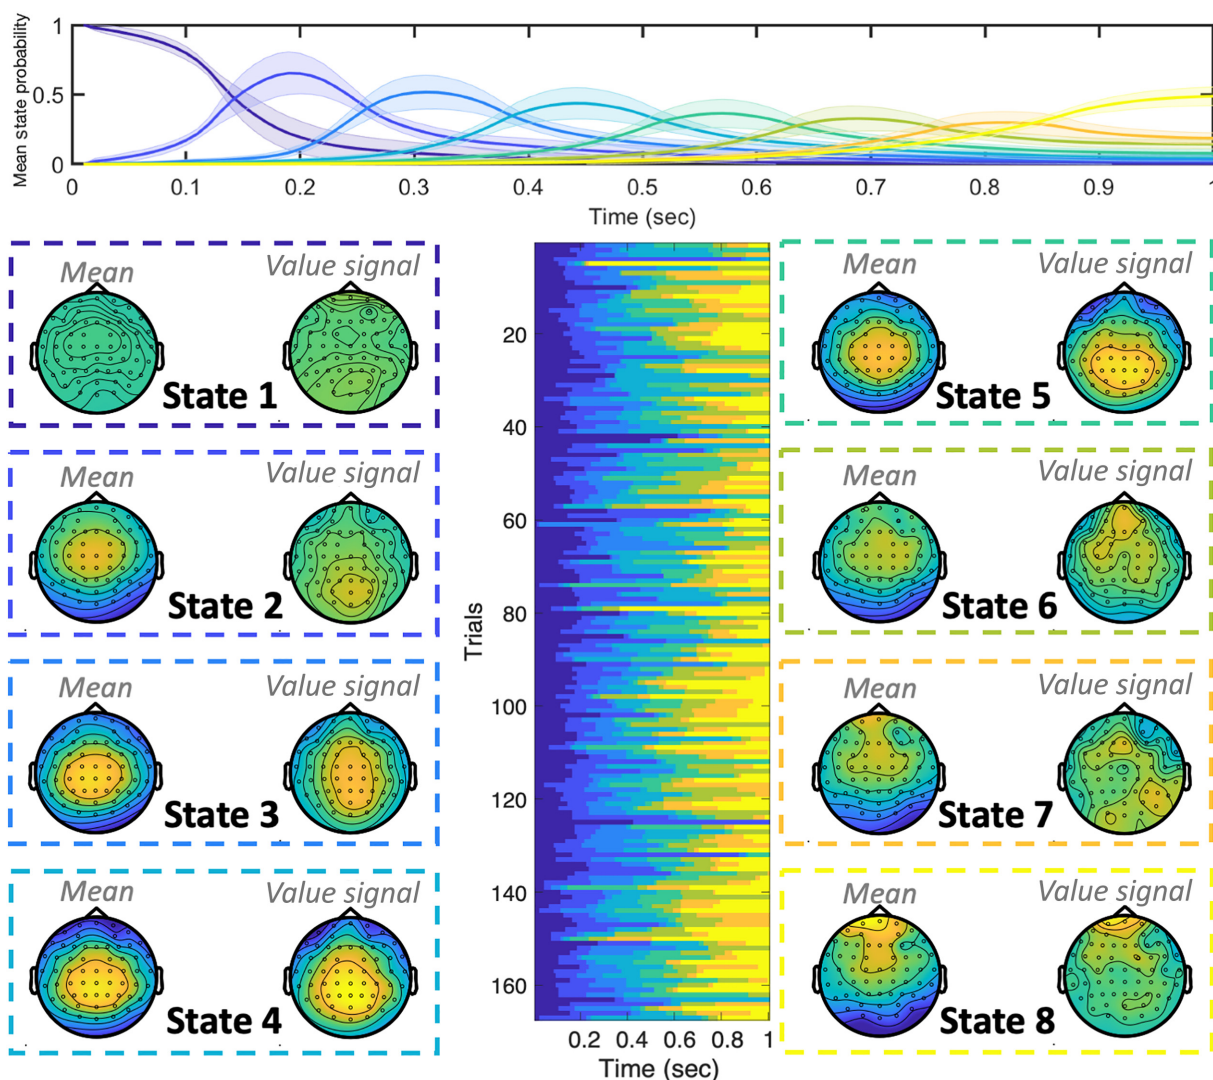 Mean state probability
1
0.5
0
0 0.1 0.2 0.3 0.4 0.5 0.6 0.7 0.8 0.9 1
Time (sec)
Mean Value signal
State 1
Mean Value signal
State 2
Mean Value signal
State 3
Mean Value signal
State 4
Trials
20
40
60
80
100
120
140
160
0.2 0.4 0.6 0.8 1
Time (sec)
Mean Value signal
State 5
Mean Value signal
State 6
Mean Value signal
State 7
Mean Value signal
State 8